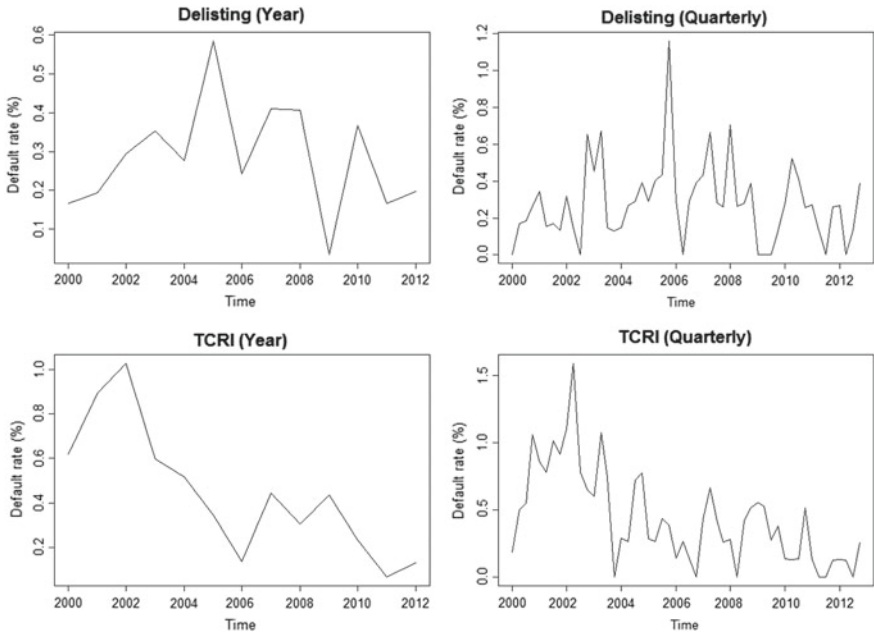 Delisting (Year)
Default rate (%)
0.6
0.5
0.4
0.3
0.2
0.1
2000 2002 2004 2006 2008 2010 2012
Time
Delisting (Quarterly)
Default rate (%)
1.2
1.0
0.8
0.6
0.4
0.2
0.0
2000 2002 2004 2006 2008 2010 2012
Time
TCRI (Year)
Default rate (%)
1.0
0.8
0.6
0.4
0.2
2000 2002 2004 2006 2008 2010 2012
Time
TCRI (Quarterly)
Default rate (%)
1.5
1.0
0.5
0.0
2000 2002 2004 2006 2008 2010 2012
Time